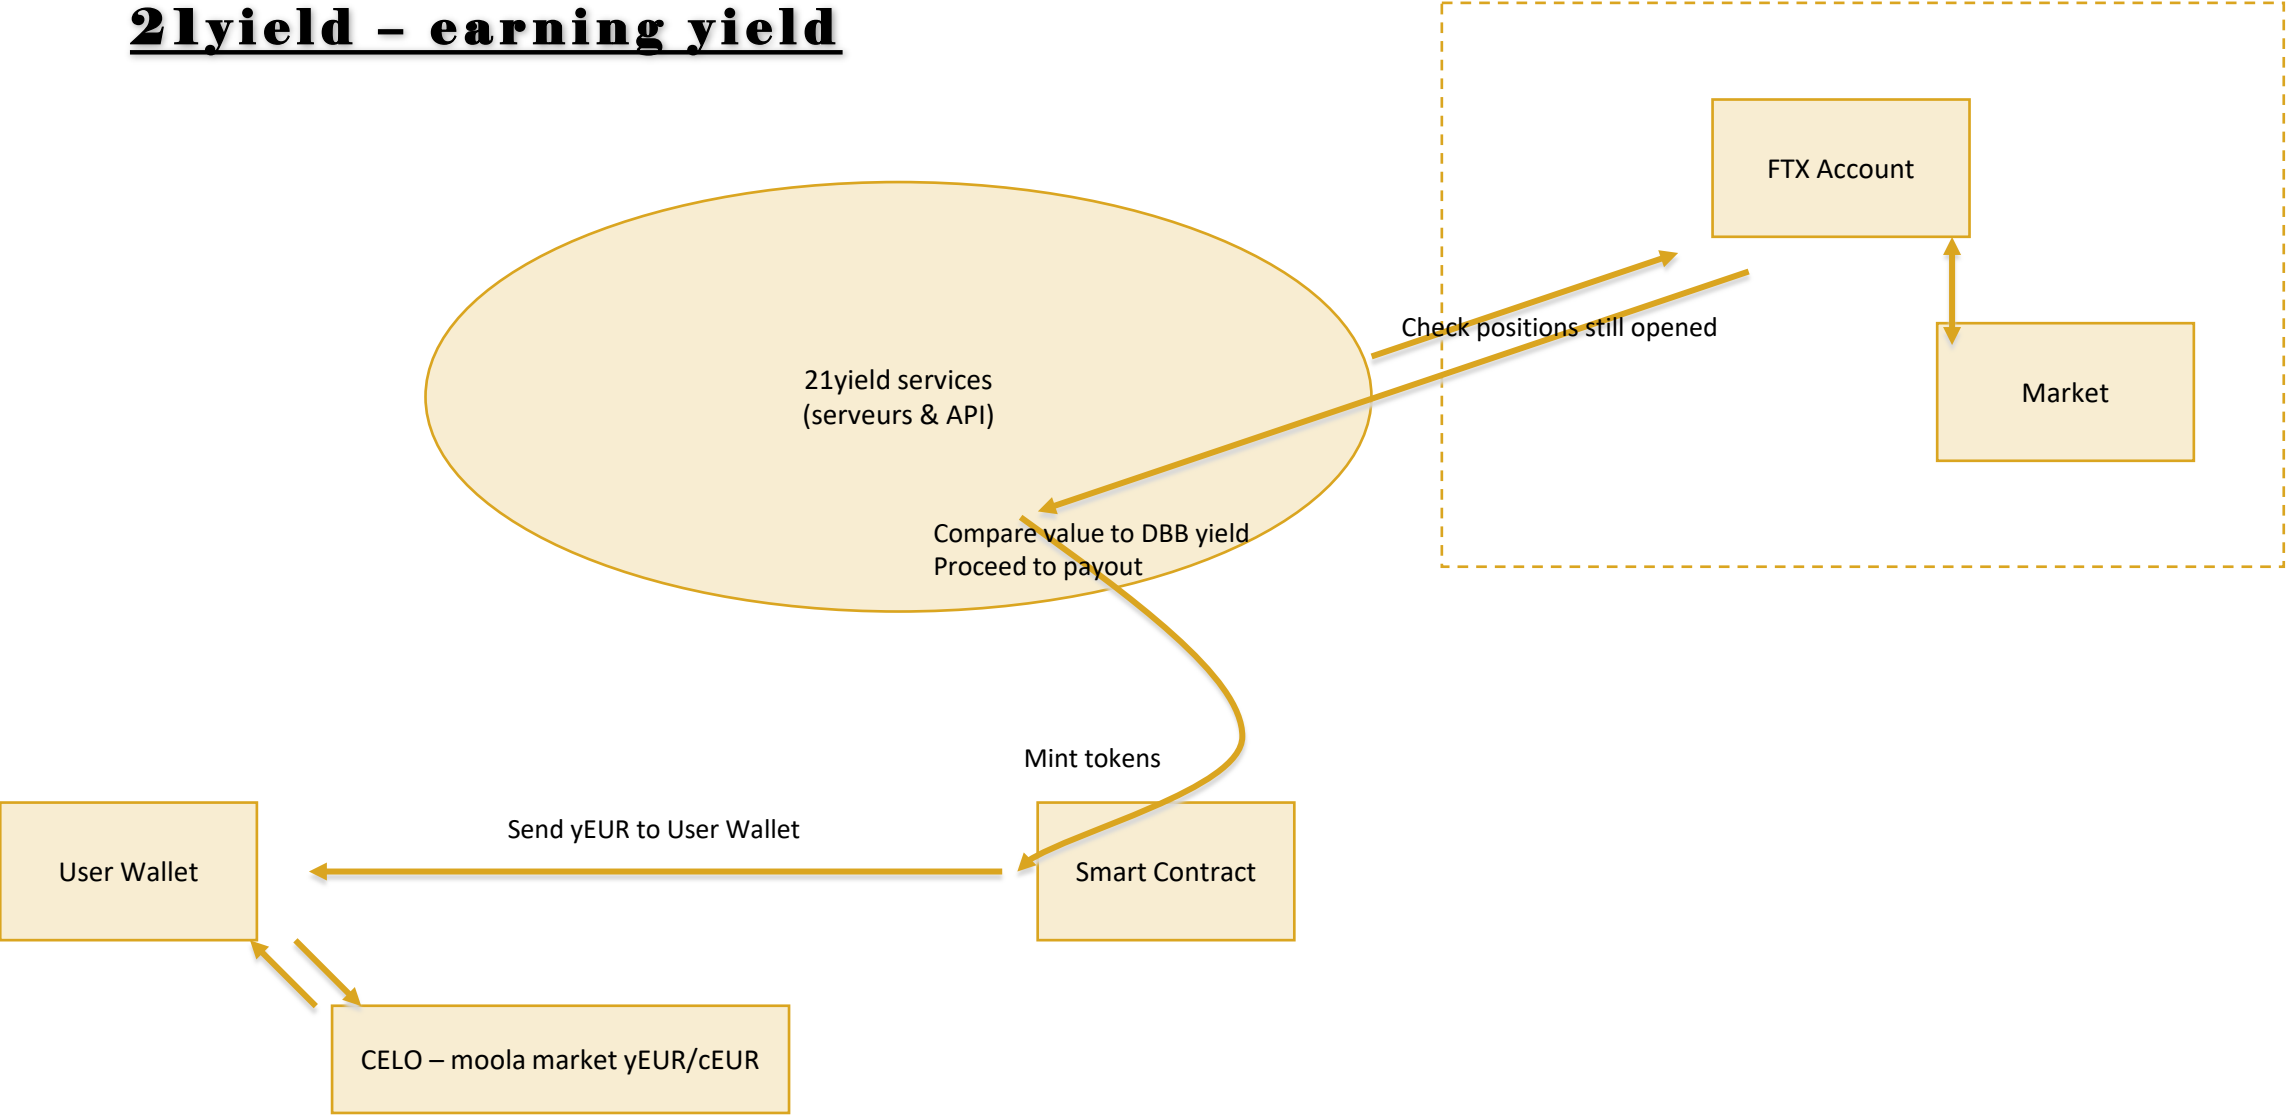 21yield – earning yield
FTX Account
Check positions still opened
21yield services
(serveurs & API)
Market
Compare value to DBB yield
Proceed to payout
Mint tokens
Send yEUR to User Wallet
User Wallet
Smart Contract
CELO – moola market yEUR/cEUR